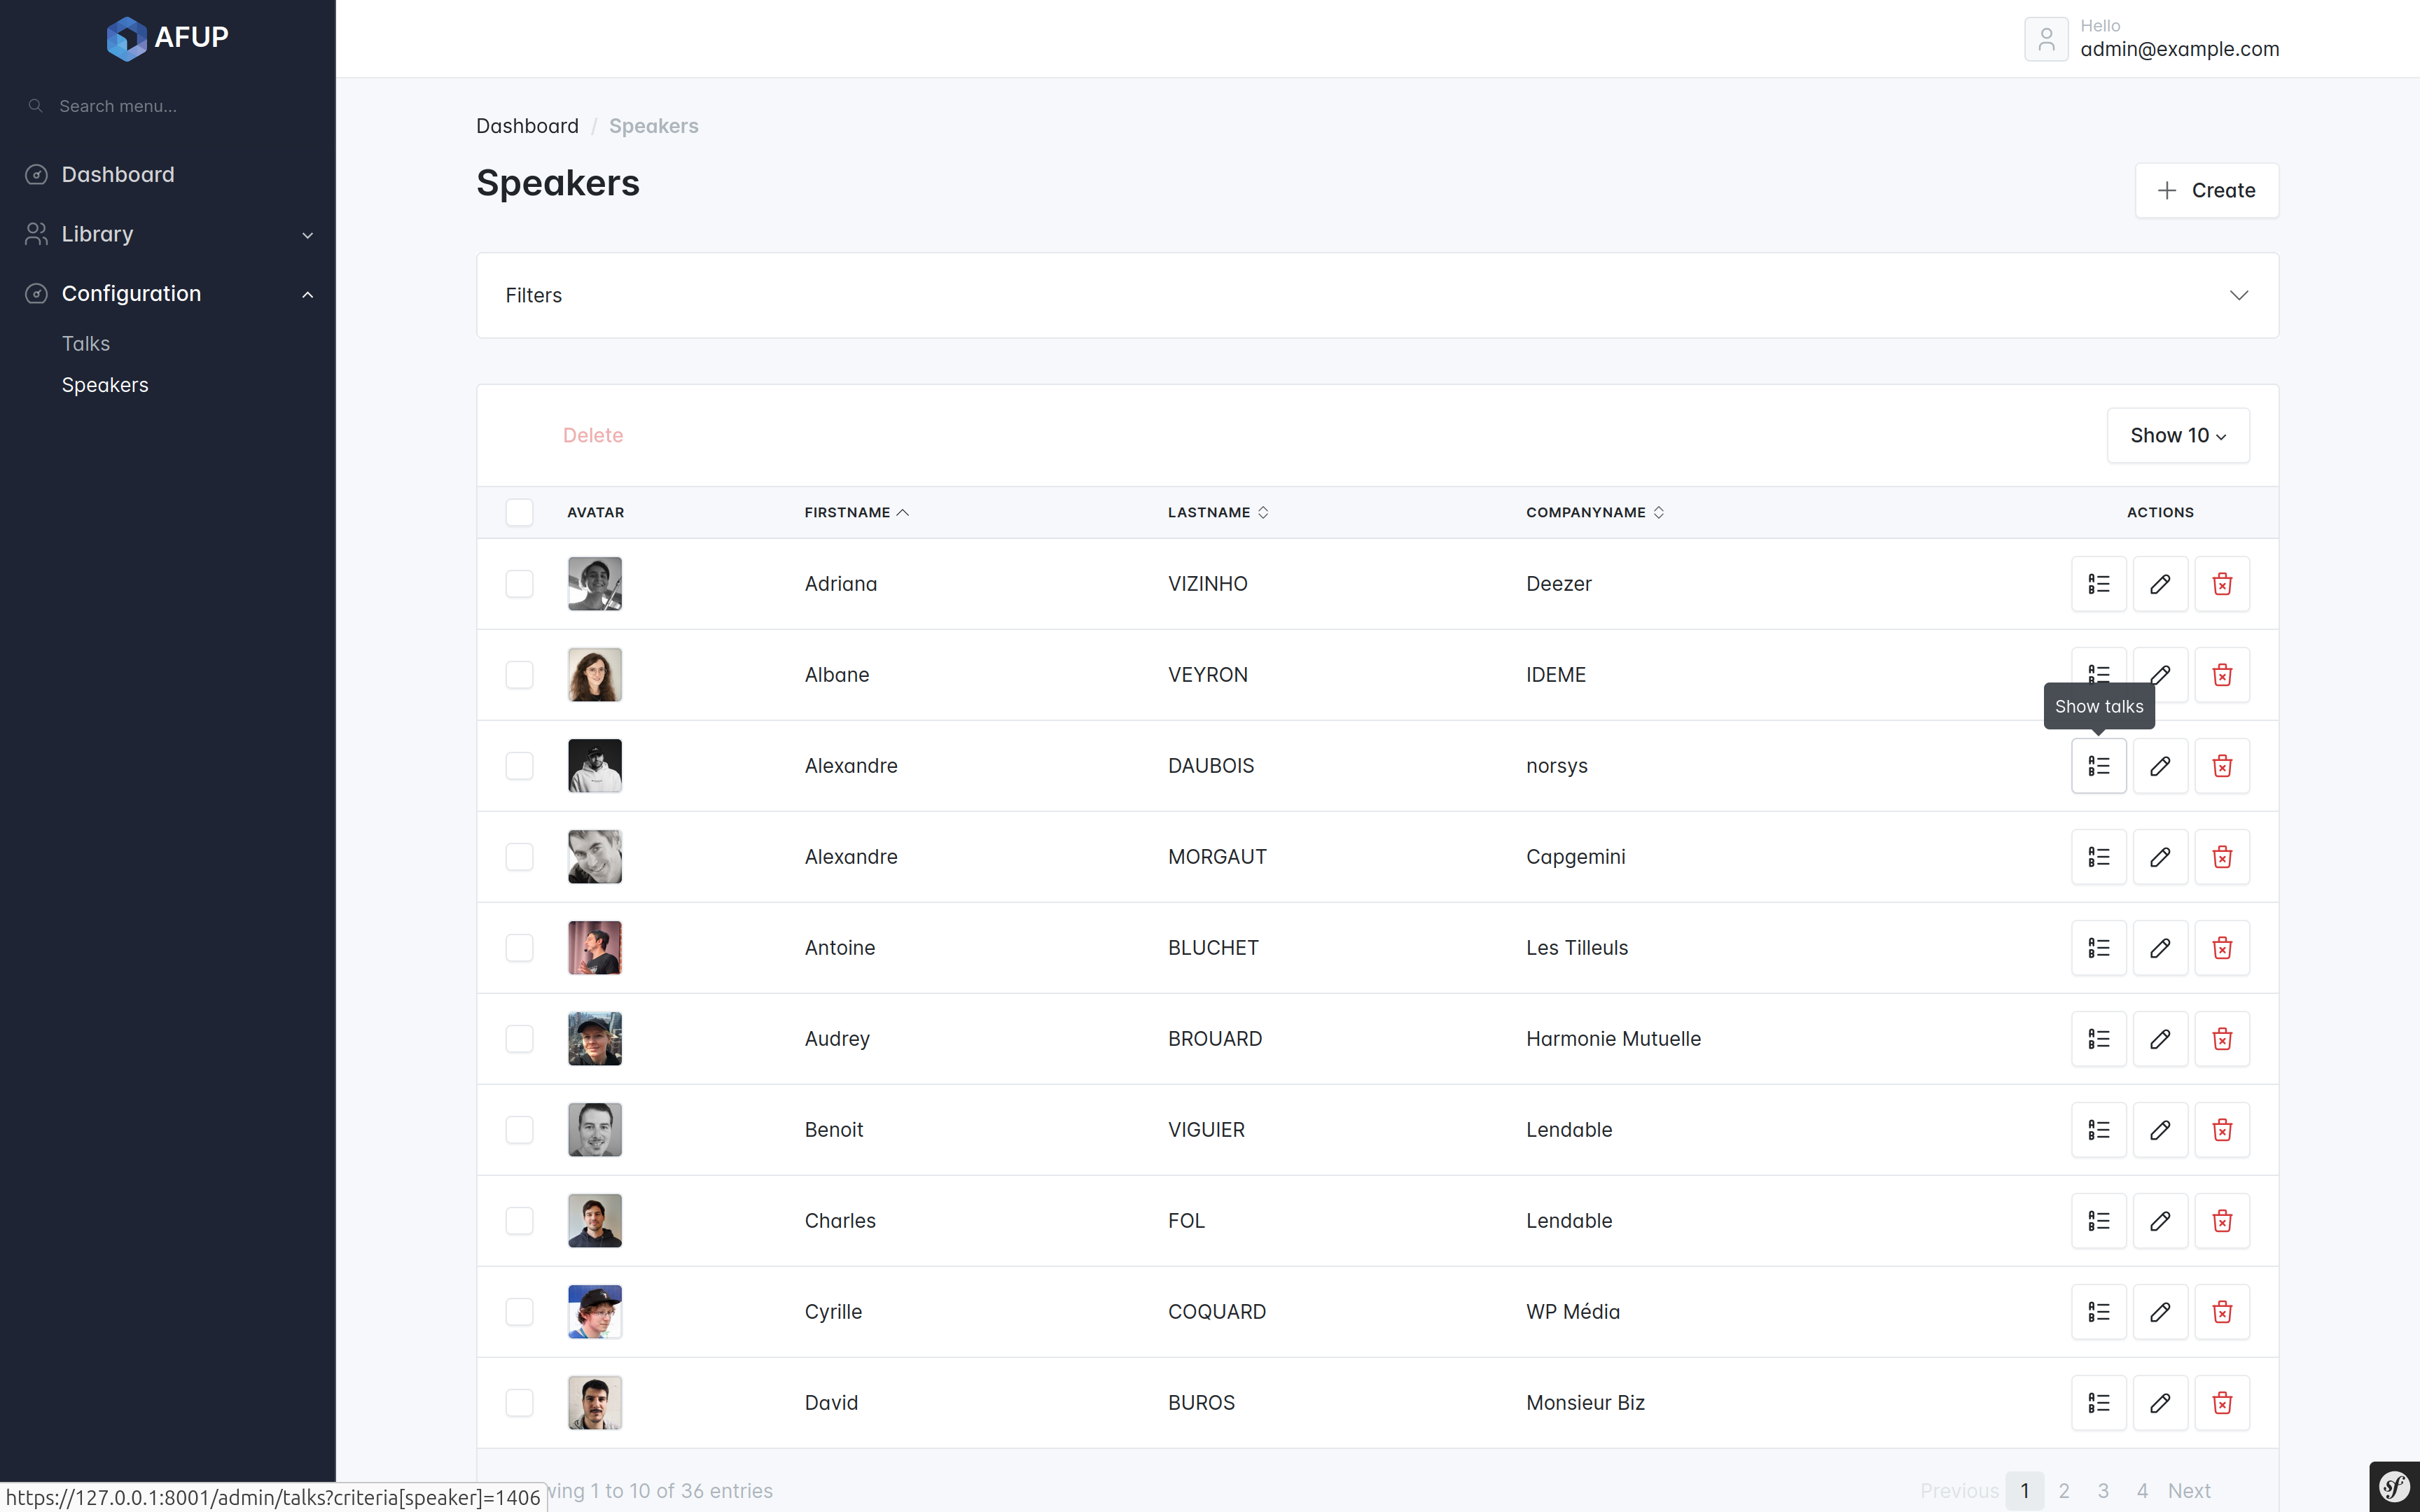 AFUP
Hello
admin@example.com
Search menu...
Dashboard / Speakers
Dashboard
Speakers
Create
Library
Configuration
Filters
Talks
Speakers
Delete
Show 10
AVATAR FIRSTNAME LASTNAME COMPANYNAME ACTIONS
Adriana VIZINHO Deezer
Albane VEYRON IDEME
Show talks
Alexandre DAUBOIS norsys
Alexandre MORGAUT Capgemini
Antoine BLUCHET Les Tilleuls
Audrey BROUARD Harmonie Mutuelle
Benoit VIGUIER Lendable
Charles FOL Lendable
Cyrille COQUARD WP Média
David BUROS Monsieur Biz
https://127.0.0.1:8001/admin/talks?criteria[speaker]=1406
1 to 10 of 36 entries
Previous 1 2 3 4 Next
sf